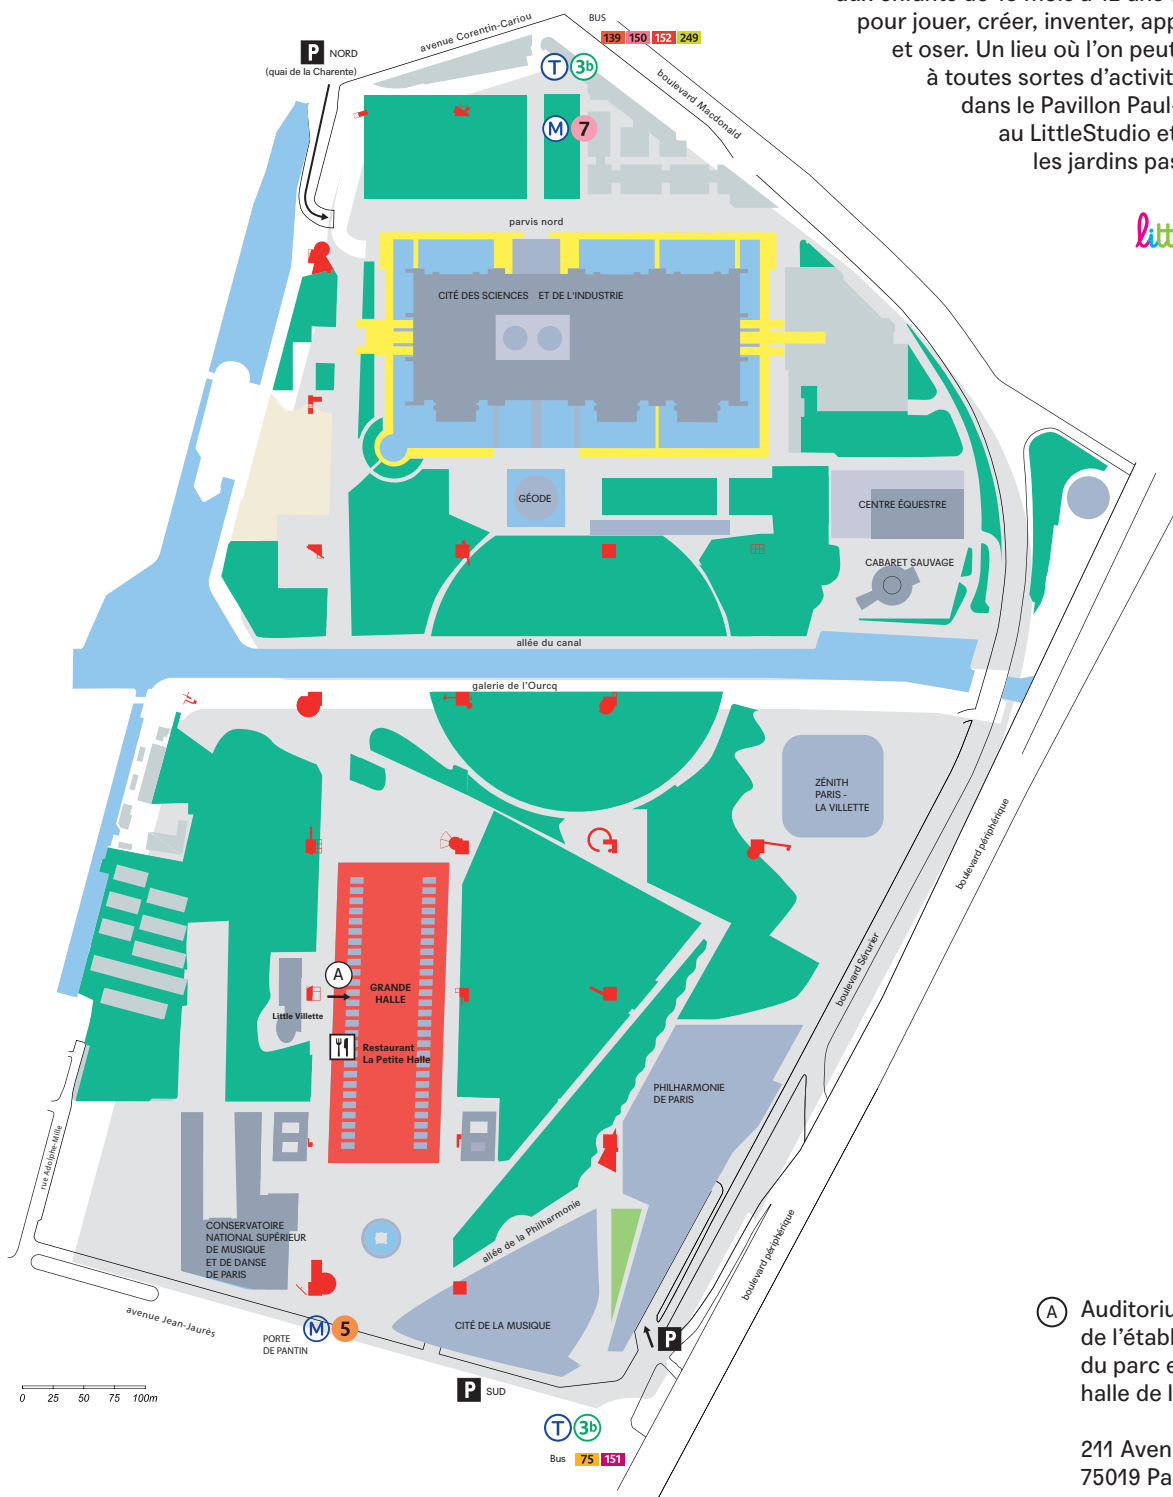 pour jouer, créer, inventer, app
et oser. Un lieu où l'on peut
à toutes sortes d'activit
dans le Pavillon Paul-
au LittleStudio et
les jardins pas
litt
BUS
139 150 152 249
avenue Corentin-Cariou
P NORD
(quai de la Charente)
T 3b
boulevard Macdonald
M 7
parvis nord
CITÉ DES SCIENCES ET DE L'INDUSTRIE
GÉODE
CENTRE ÉQUESTRE
CABARET SAUVAGE
allée du canal
galerie de l'Ourcq
ZÉNITH
PARIS -
LA VILLETTE
boulevard périphérique
boulevard Sérurier
A
GRANDE
HALLE
Little Villette
Restaurant
La Petite Halle
PHILHARMONIE
DE PARIS
rue Adolphe-Mille
allée de la Philharmonie
CONSERVATOIRE
NATIONAL SUPÉRIEUR
DE MUSIQUE
ET DE DANSE
DE PARIS
boulevard périphérique
avenue Jean-Jaurès
PORTE
DE PANTIN
M 5
CITÉ DE LA MUSIQUE
P
P SUD
0 25 50 75 100m
T 3b
Bus 75 151
A Auditoriu
de l'établ
du parc e
halle de l
211 Aven
75019 Pa